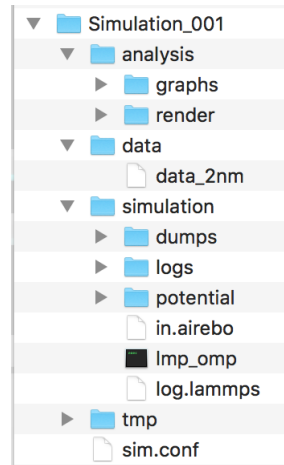 Simulation_001
analysis
graphs
render
data
data_2nm
simulation
dumps
logs
potential
in.airebo
lmp_omp
log.lammps
tmp
sim.conf